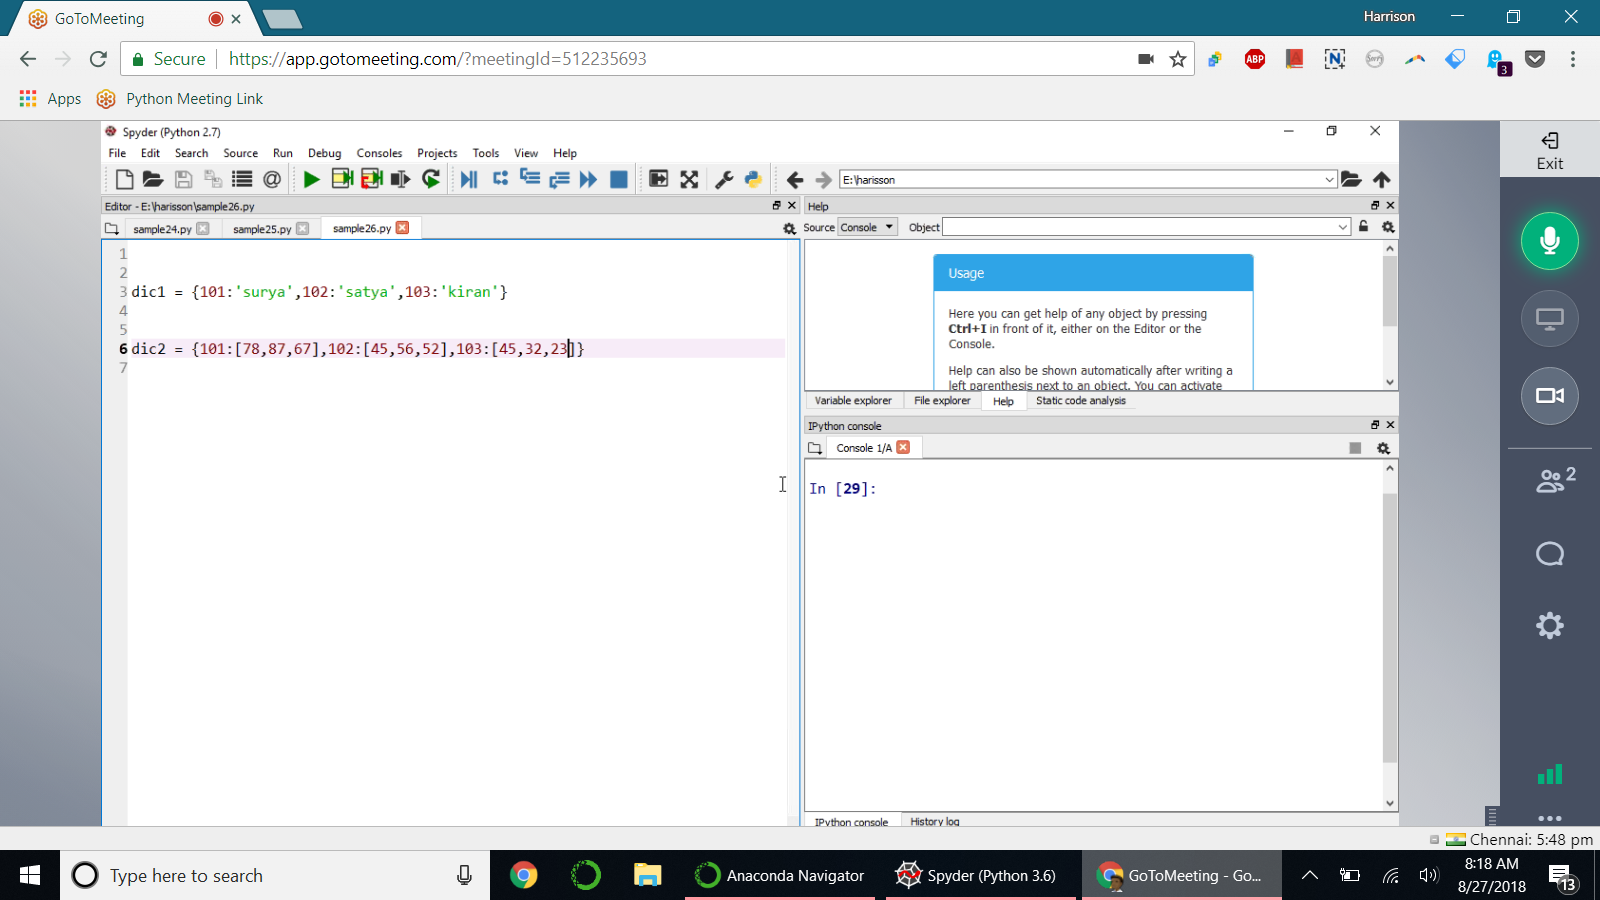 GoToMeeting
Harrison
Secure https://app.gotomeeting.com/?meetingId=512235693
ABP
Sorry
N
3
Apps Python Meeting Link
Spyder (Python 2.7)
File Edit Search Source Run Debug Consoles Projects Tools View Help
E:\harisson
Editor - E:\harisson\sample26.py
Help
sample24.py sample25.py sample26.py
Source Console Object
1
2
3 dic1 = {101:'surya',102:'satya',103:'kiran'}
4
5
6 dic2 = {101:[78,87,67],102:[45,56,52],103:[45,32,23]}
7
Usage
Here you can get help of any object by pressing
Ctrl+I in front of it, either on the Editor or the
Console.
Help can also be shown automatically after writing a
left parenthesis next to an object. You can activate
Variable explorer File explorer Help Static code analysis
IPython console
Console 1/A
In [29]:
IPython console History log
Exit
2
Chennai: 5:48 pm
Type here to search
Anaconda Navigator
Spyder (Python 3.6)
GoToMeeting - Go...
8:18 AM
8/27/2018
13